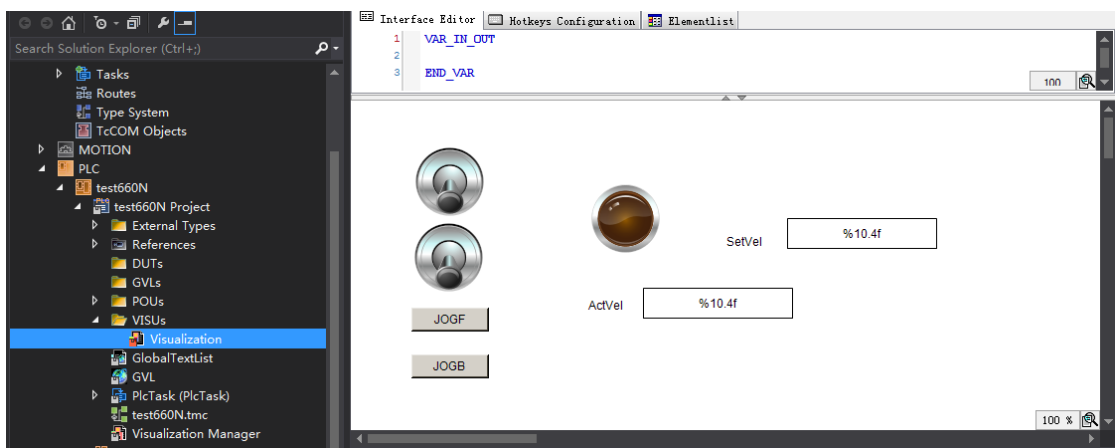 Search Solution Explorer (Ctrl+;)
Tasks
Routes
Type System
TcCOM Objects
MOTION
PLC
test660N
test660N Project
External Types
References
DUTs
GVLs
POUs
VISUs
Visualization
GlobalTextList
GVL
PlcTask (PlcTask)
test660N.tmc
Visualization Manager
Interface Editor Hotkeys Configuration Elementlist
1 VAR_IN_OUT
2
3 END_VAR
100
SetVel %10.4f
ActVel %10.4f
JOGF
JOGB
100 %